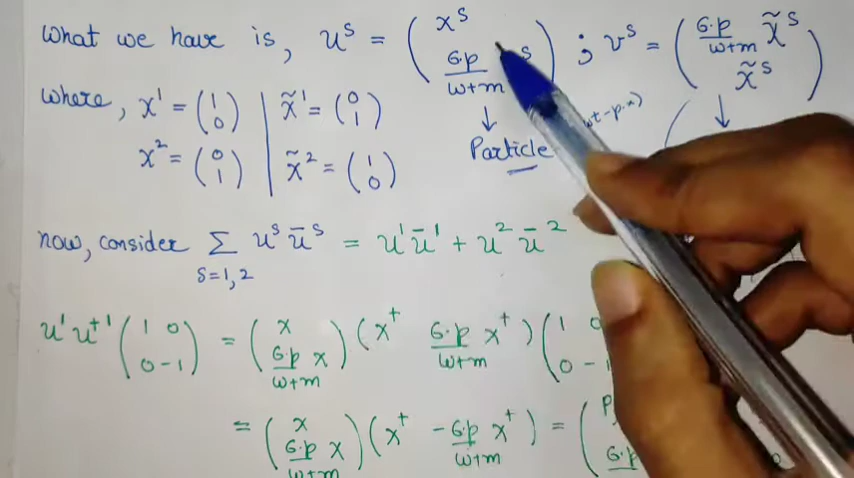 What we have is, u^s = ( x^s ; σ·p/ω+m s ) ; v^s = ( σ·p/ω+m x̃^s ; x̃^s )
where, x^1 = (1 0) | x̃^1 = (0 1)
x^2 = (0 1) | x̃^2 = (1 0)
↓ Particle ωt-p·x) ↓
now, consider Σ_{s=1,2} u^s ū^s = u^1 ū^1 + u^2 ū^2
u^1 u^{+1} (1 0 ; 0 -1) = ( x ; σ·p/ω+m x ) ( x^+ σ·p/ω+m x^+ ) ( 1 0 ; 0 -1
= ( x ; σ·p/ω+m x ) ( x^+ -σ·p/ω+m x^+ ) = ( ; σ·p